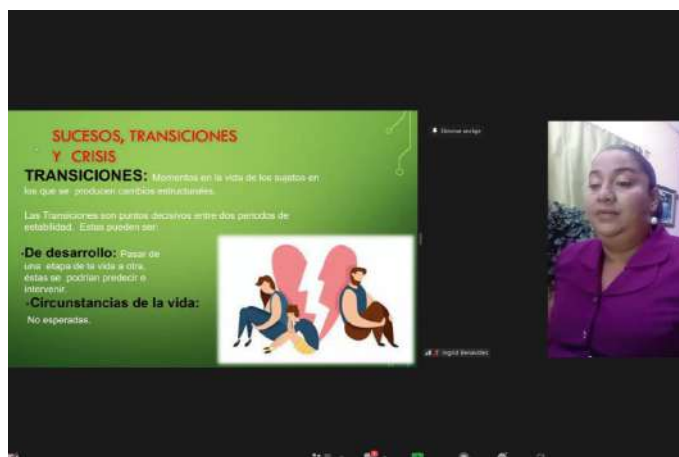 SUCESOS, TRANSICIONES
Y CRISIS
TRANSICIONES: Momentos en la vida de los sujetos en
los que se producen cambios estructurales.
Las Transiciones son puntos decisivos entre dos periodos de
estabilidad. Estas pueden ser:
•De desarrollo: Pasar de
una etapa de la vida a otra,
éstas se podrían predecir e
intervenir.
•Circunstancias de la vida:
No esperadas.
Ingrid Benavides